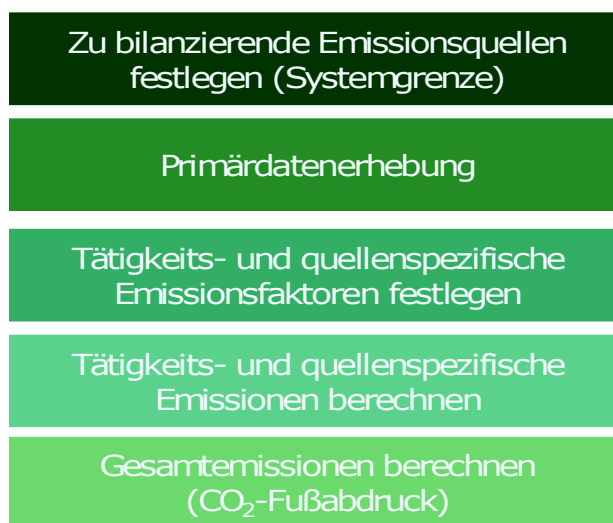 Zu bilanzierende Emissionsquellen
festlegen (Systemgrenze)
Primärdatenerhebung
Tätigkeits- und quellenspezifische
Emissionsfaktoren festlegen
Tätigkeits- und quellenspezifische
Emissionen berechnen
Gesamtemissionen berechnen
(CO₂-Fußabdruck)